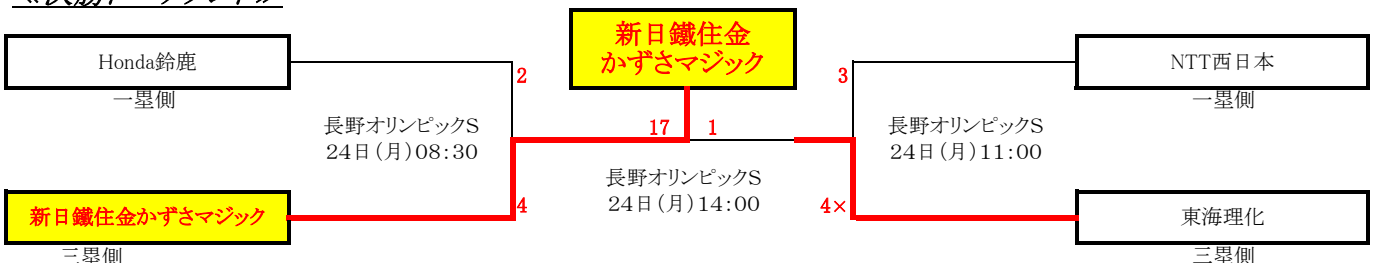 新日鐵住金
かずさマジック
Honda鈴鹿
一塁側
2
長野オリンピックS
24日(月)08:30
新日鐵住金かずさマジック
三塁側
4
17
1
長野オリンピックS
24日(月)14:00
3
NTT西日本
一塁側
長野オリンピックS
24日(月)11:00
4×
東海理化
三塁側